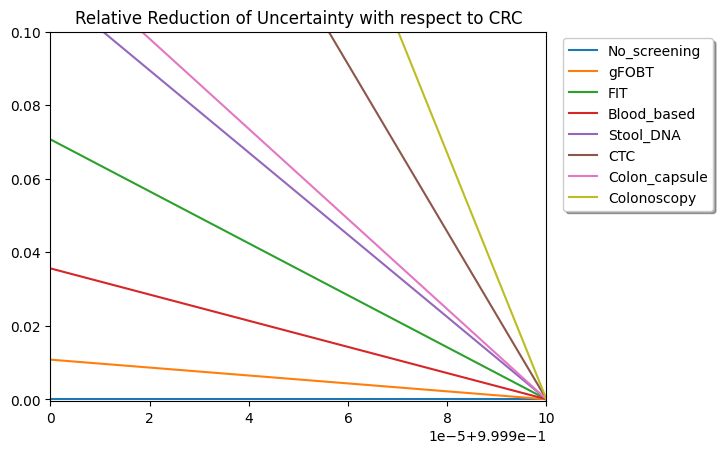 Relative Reduction of Uncertainty with respect to CRC
0.10
0.08
0.06
0.04
0.02
0.00
0 2 4 6 8 10
1e−5+9.999e−1
No_screening
gFOBT
FIT
Blood_based
Stool_DNA
CTC
Colon_capsule
Colonoscopy